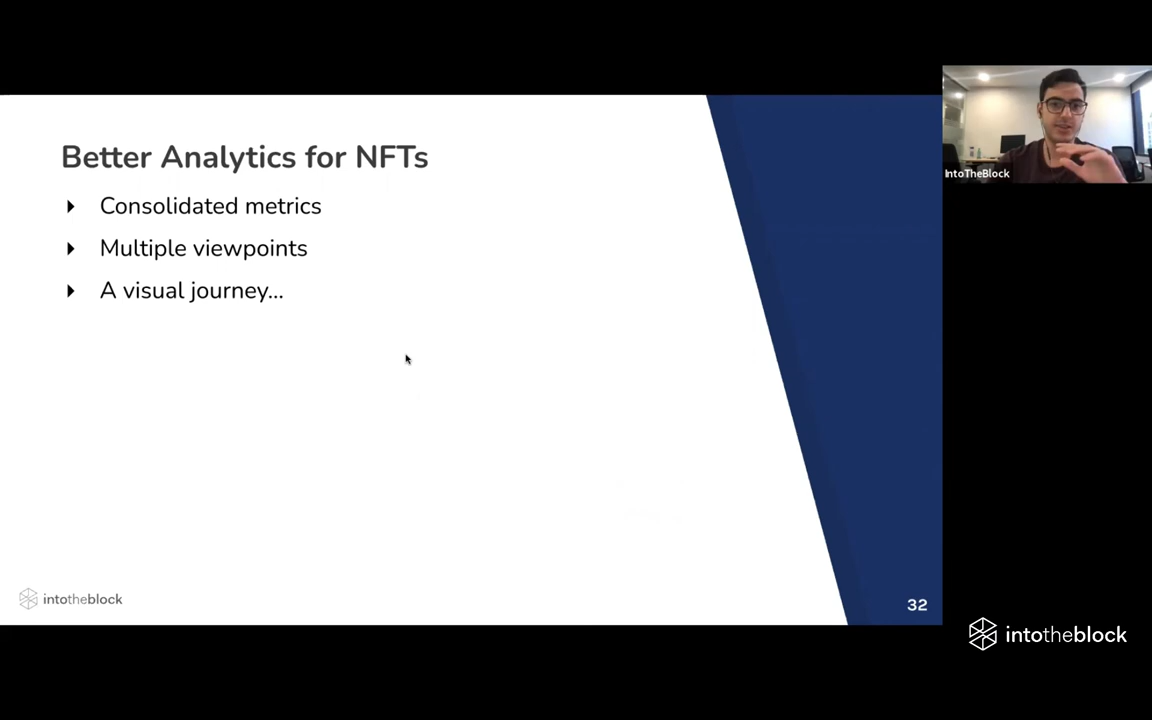 Better Analytics for NFTs
Consolidated metrics
Multiple viewpoints
A visual journey...
intotheblock
32
IntoTheBlock
intotheblock